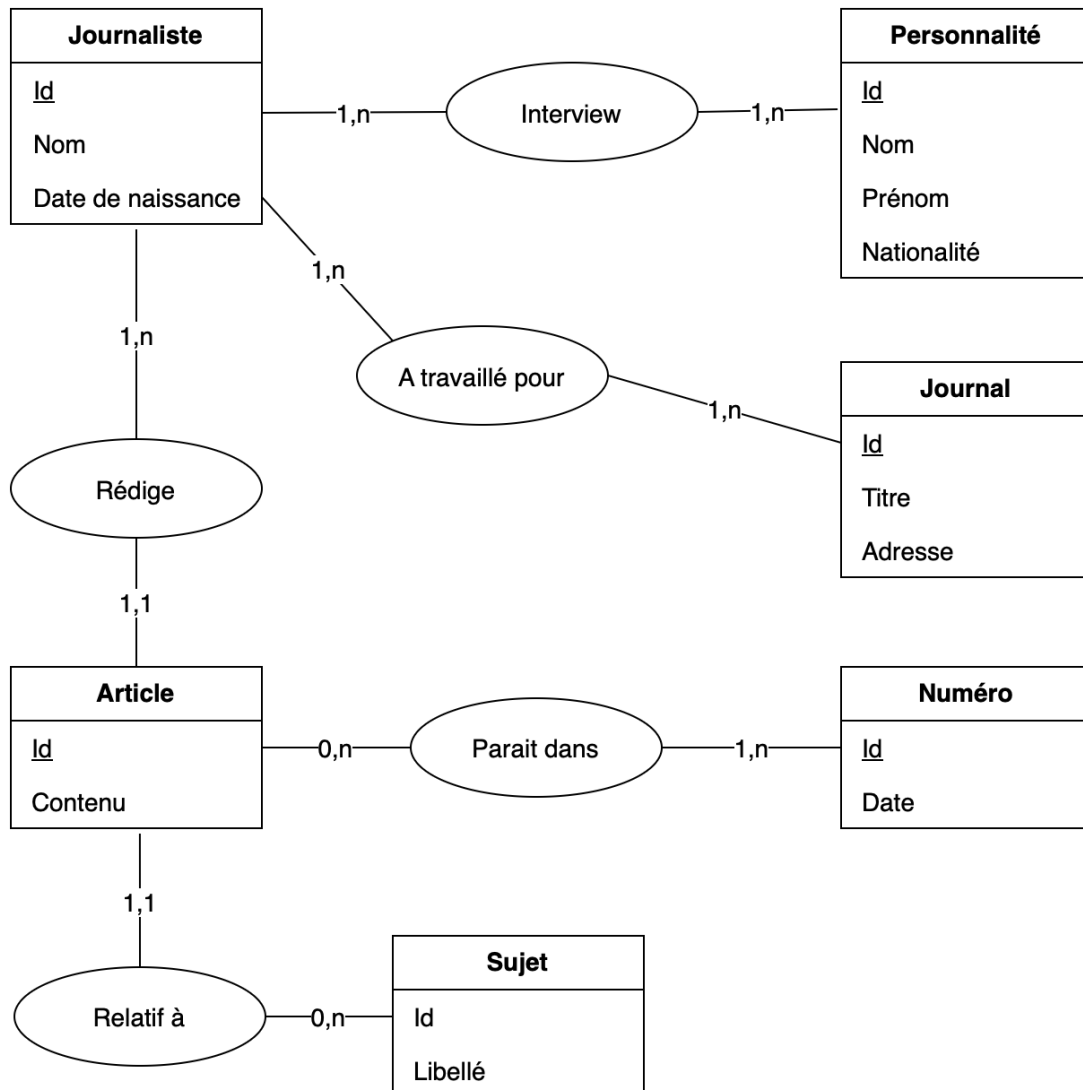 Journaliste
Id
Nom
Date de naissance
1,n
Interview
1,n
Personnalité
Id
Nom
Prénom
Nationalité
1,n
A travaillé pour
1,n
Journal
Id
Titre
Adresse
1,n
Rédige
1,1
Article
Id
Contenu
0,n
Parait dans
1,n
Numéro
Id
Date
1,1
Relatif à
0,n
Sujet
Id
Libellé